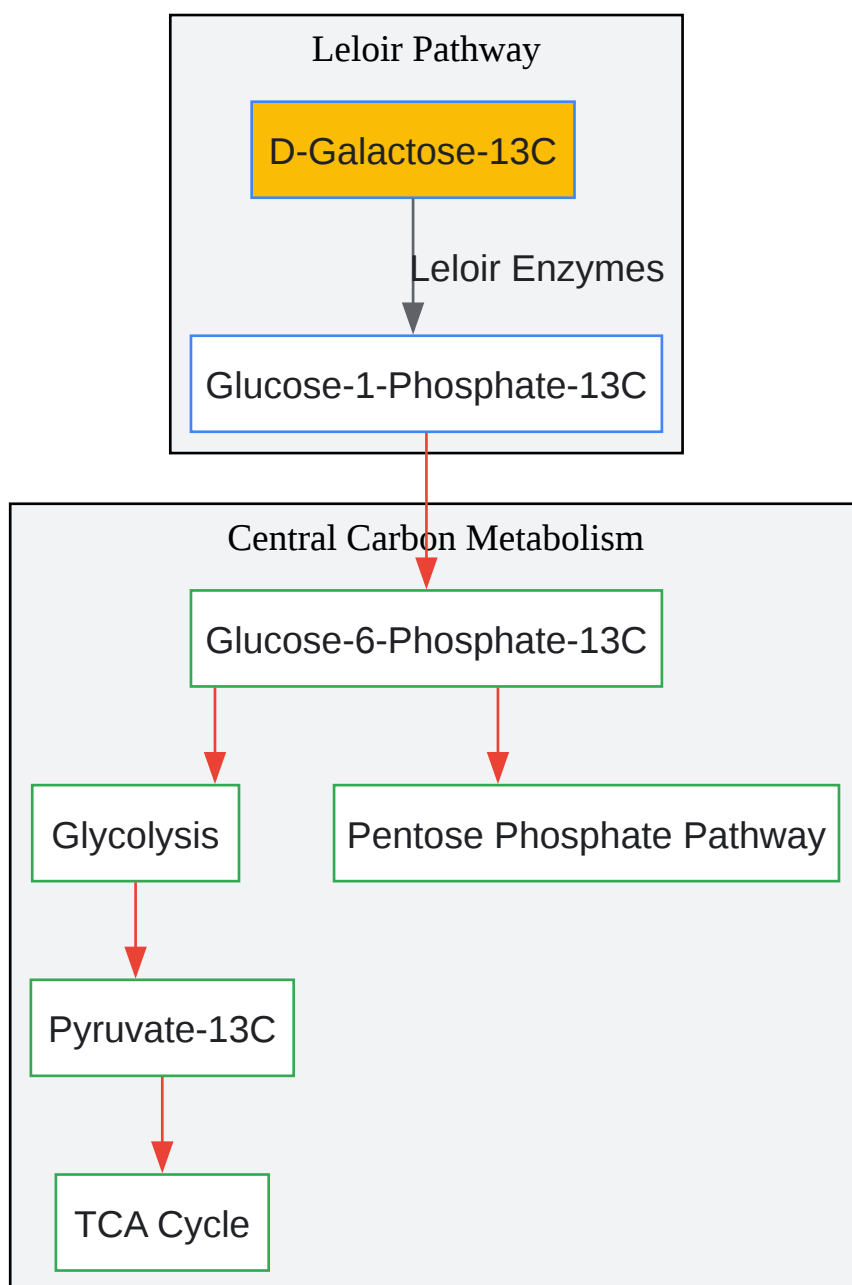 Leloir Pathway
D-Galactose-13C
Leloir Enzymes
Glucose-1-Phosphate-13C
Central Carbon Metabolism
Glucose-6-Phosphate-13C
Glycolysis
Pentose Phosphate Pathway
Pyruvate-13C
TCA Cycle